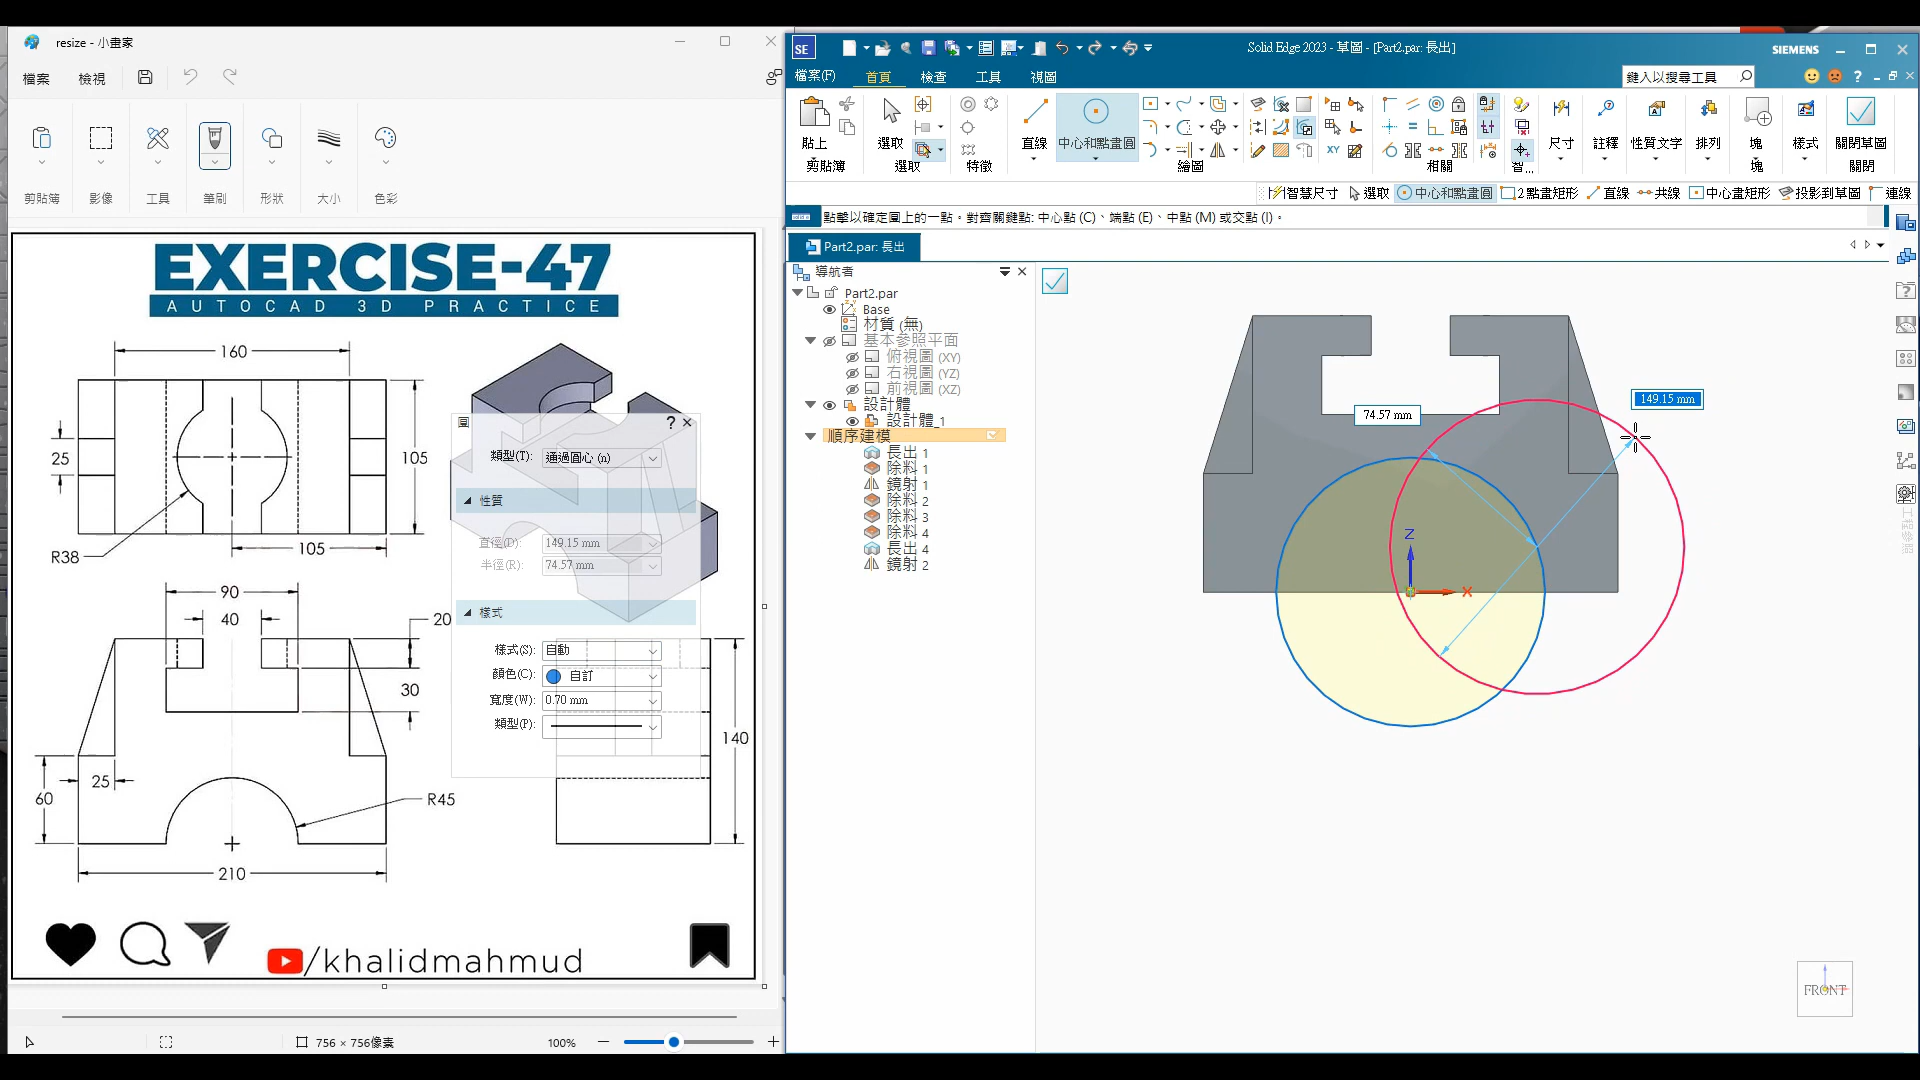 resize - 小畫家
檔案
檢視
剪貼簿
影像
工具
筆刷
形狀
大小
色彩
EXERCISE-47
AUTOCAD 3D PRACTICE
160
25
105
R38
105
90
40
20
30
140
25
60
R45
210
/khalidmahmud
圓
?
類型(T):
通過圓心 (n)
性質
直徑(D):
149.15 mm
半徑(R):
74.57 mm
樣式
樣式(S):
自動
顏色(C):
自訂
寬度(W):
0.70 mm
類型(P):
756 × 756像素
100%
SE
Solid Edge 2023 - 草圖 - [Part2.par: 長出]
SIEMENS
檔案(F)
首頁
檢查
工具
視圖
鍵入以搜尋工具
?
貼上
剪貼簿
選取
選取
特徵
直線
中心和點畫圓
繪圖
XY
相關
智...
尺寸
註釋
性質文字
排列
塊
塊
樣式
關閉草圖
關閉
智慧尺寸
選取
中心和點畫圓
2 點畫矩形
直線
共線
中心畫矩形
投影到草圖
連線
點擊以確定圓上的一點。對齊關鍵點: 中心點 (C)、端點 (E)、中點 (M) 或交點 (I)。
Part2.par: 長出
導航者
Part2.par
Base
材質 (無)
基本參照平面
俯視圖 (XY)
右視圖 (YZ)
前視圖 (XZ)
設計體
設計體_1
順序建模
長出 1
除料 1
鏡射 1
除料 2
除料 3
除料 4
長出 4
鏡射 2
74.57 mm
149.15 mm
Z
X
FRONT
工程參照